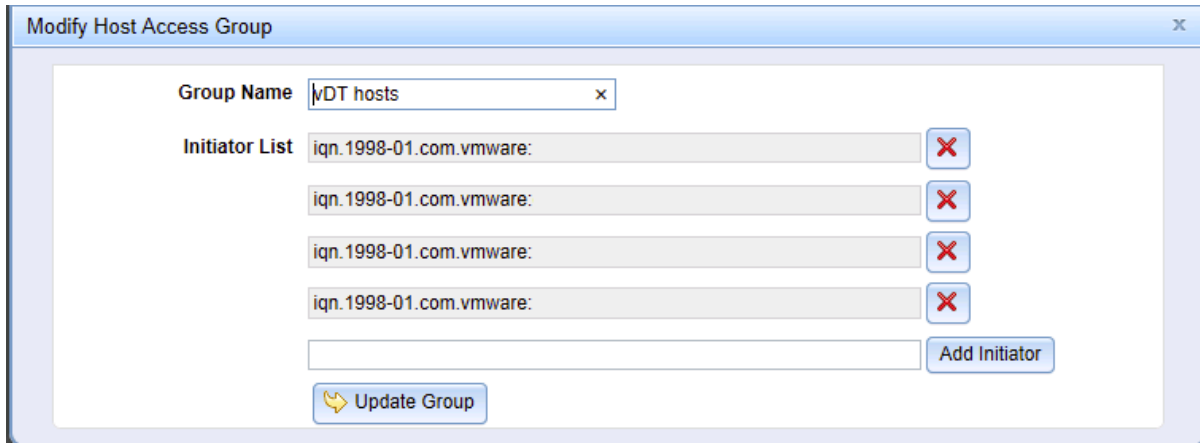 Modify Host Access Group x
Group Name vDT hosts ×
Initiator List iqn.1998-01.com.vmware:
iqn.1998-01.com.vmware:
iqn.1998-01.com.vmware:
iqn.1998-01.com.vmware:
Add Initiator
Update Group